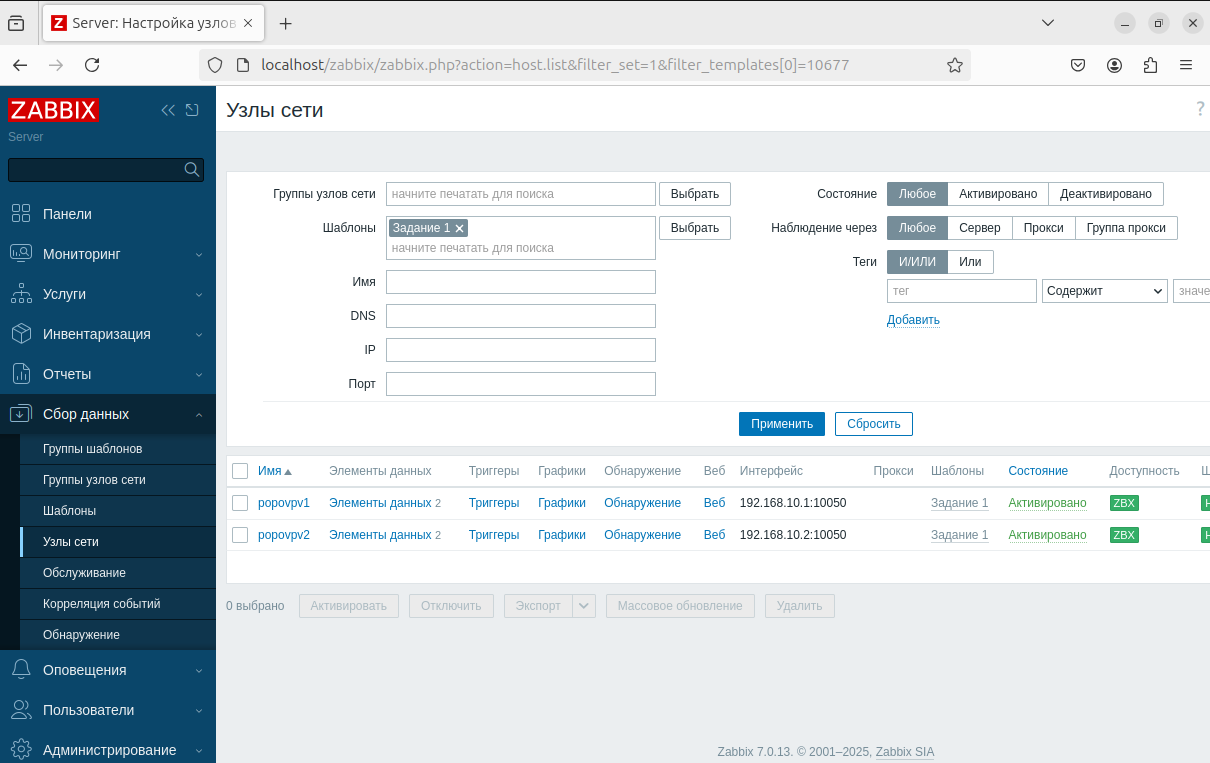 Server: Настройка узлов
localhost/zabbix/zabbix.php?action=host.list&filter_set=1&filter_templates[0]=10677
ZABBIX
Server
Панели
Мониторинг
Услуги
Инвентаризация
Отчеты
Сбор данных
Группы шаблонов
Группы узлов сети
Шаблоны
Узлы сети
Обслуживание
Корреляция событий
Обнаружение
Оповещения
Пользователи
Администрирование
Узлы сети ?
Группы узлов сети начните печатать для поиска Выбрать
Шаблоны Задание 1 Выбрать
начните печатать для поиска
Имя
DNS
IP
Порт
Состояние Любое Активировано Деактивировано
Наблюдение через Любое Сервер Прокси Группа прокси
Теги И/ИЛИ Или
тег Содержит значе
Добавить
Применить Сбросить
Имя Элементы данных Триггеры Графики Обнаружение Веб Интерфейс Прокси Шаблоны Состояние Доступность
popovpv1 Элементы данных 2 Триггеры Графики Обнаружение Веб 192.168.10.1:10050 Задание 1 Активировано ZBX
popovpv2 Элементы данных 2 Триггеры Графики Обнаружение Веб 192.168.10.2:10050 Задание 1 Активировано ZBX
0 выбрано Активировать Отключить Экспорт Массовое обновление Удалить
Zabbix 7.0.13. © 2001–2025, Zabbix SIA